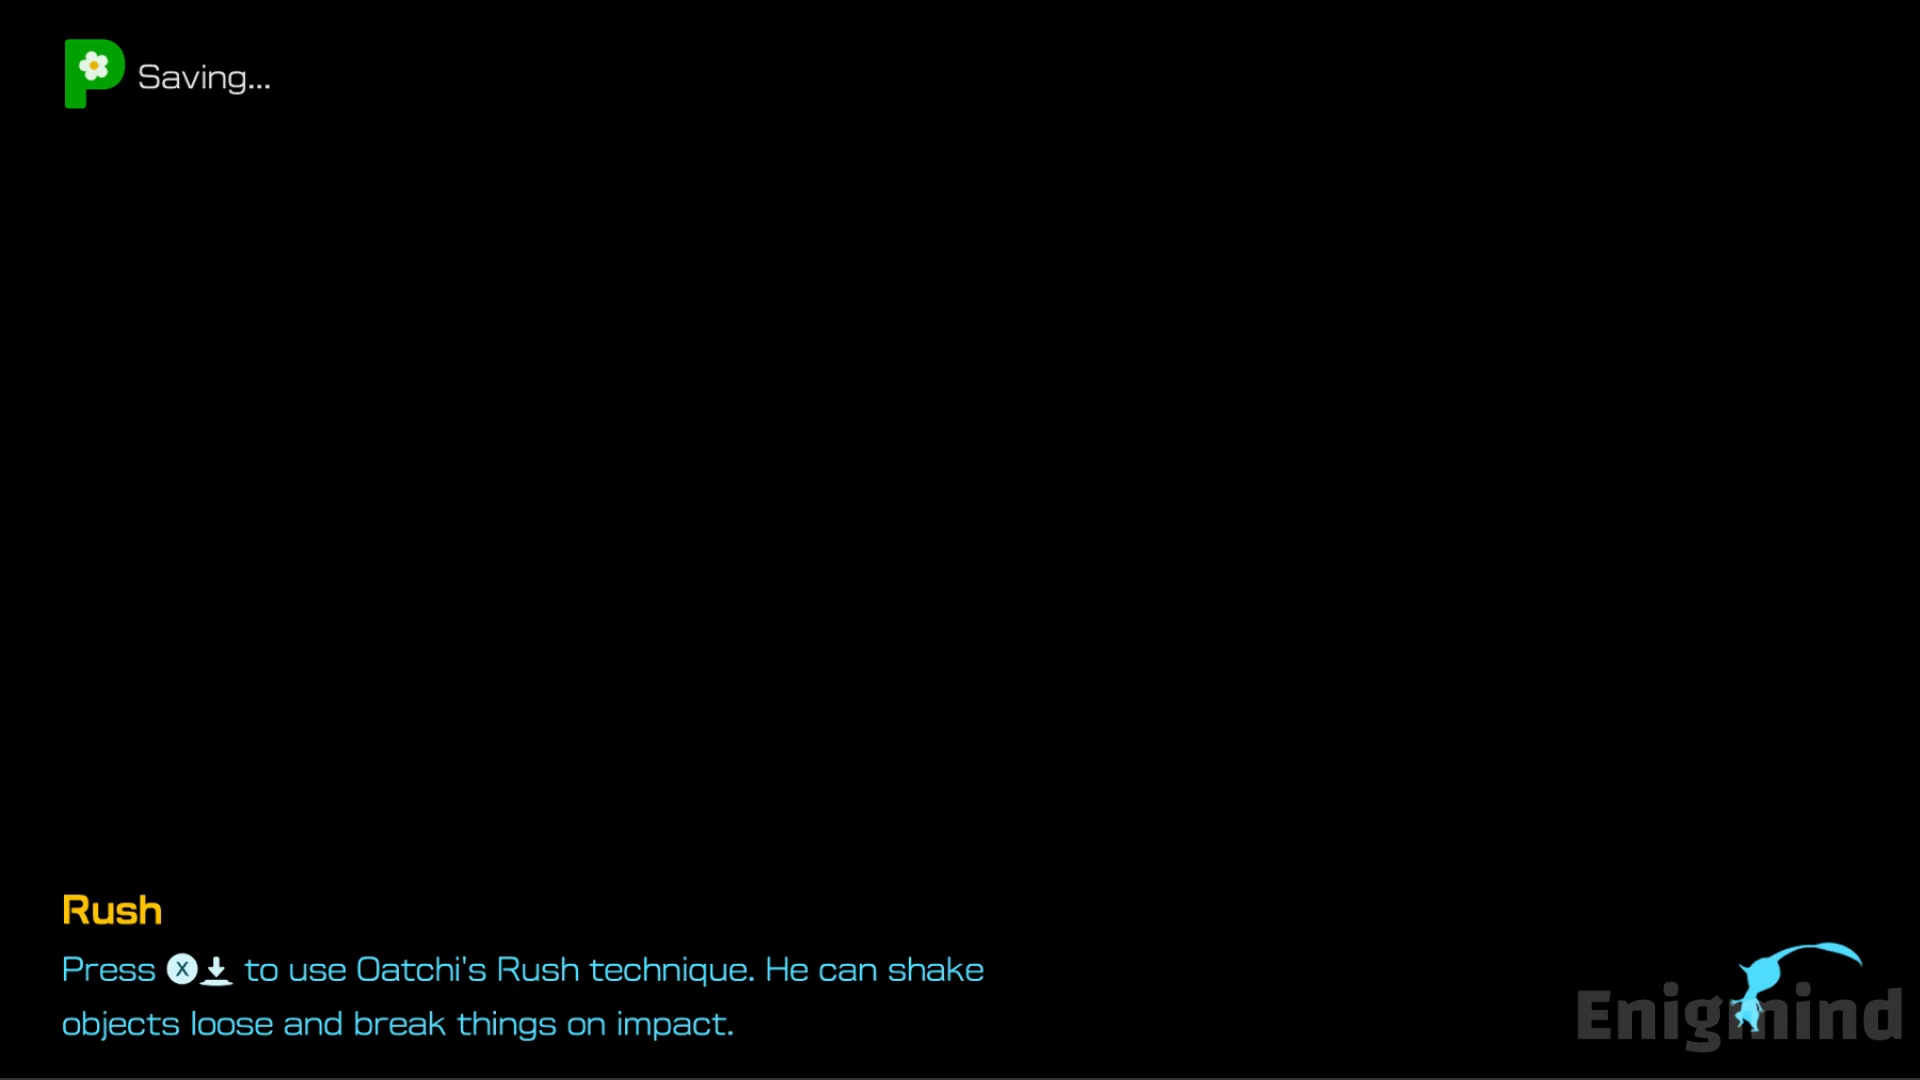 P Saving...
Rush
Press X to use Oatchi's Rush technique. He can shake
objects loose and break things on impact.
Enigmind